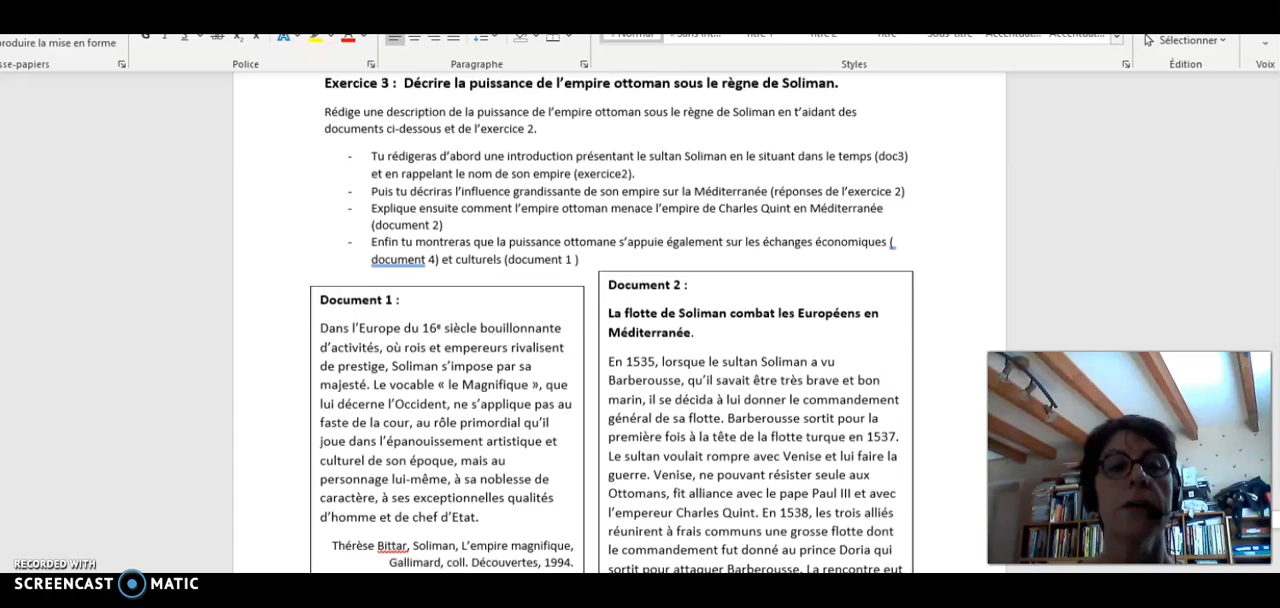 produire la mise en forme
Sélectionner
sse-papiers
Police
Paragraphe
Styles
Édition
Voix
Exercice 3 : Décrire la puissance de l'empire ottoman sous le règne de Soliman.
Rédige une description de la puissance de l'empire ottoman sous le règne de Soliman en t'aidant des
documents ci-dessous et de l'exercice 2.
- Tu rédigeras d'abord une introduction présentant le sultan Soliman en le situant dans le temps (doc3)
et en rappelant le nom de son empire (exercice2).
- Puis tu décriras l'influence grandissante de son empire sur la Méditerranée (réponses de l'exercice 2)
- Explique ensuite comment l'empire ottoman menace l'empire de Charles Quint en Méditerranée
(document 2)
- Enfin tu montreras que la puissance ottomane s'appuie également sur les échanges économiques (
document 4) et culturels (document 1 )
Document 1 :
Dans l'Europe du 16e siècle bouillonnante
d'activités, où rois et empereurs rivalisent
de prestige, Soliman s'impose par sa
majesté. Le vocable « le Magnifique », que
lui décerne l'Occident, ne s'applique pas au
faste de la cour, au rôle primordial qu'il
joue dans l'épanouissement artistique et
culturel de son époque, mais au
personnage lui-même, à sa noblesse de
caractère, à ses exceptionnelles qualités
d'homme et de chef d'Etat.
Thérèse Bittar, Soliman, L'empire magnifique,
Gallimard, coll. Découvertes, 1994.
Document 2 :
La flotte de Soliman combat les Européens en
Méditerranée.
En 1535, lorsque le sultan Soliman a vu
Barberousse, qu'il savait être très brave et bon
marin, il se décida à lui donner le commandement
général de sa flotte. Barberousse sortit pour la
première fois à la tête de la flotte turque en 1537.
Le sultan voulait rompre avec Venise et lui faire la
guerre. Venise, ne pouvant résister seule aux
Ottomans, fit alliance avec le pape Paul III et avec
l'empereur Charles Quint. En 1538, les trois alliés
réunirent à frais communs une grosse flotte dont
le commandement fut donné au prince Doria qui
sortit pour attaquer Barberousse. La rencontre eut
RECORDED WITH
SCREENCAST MATIC